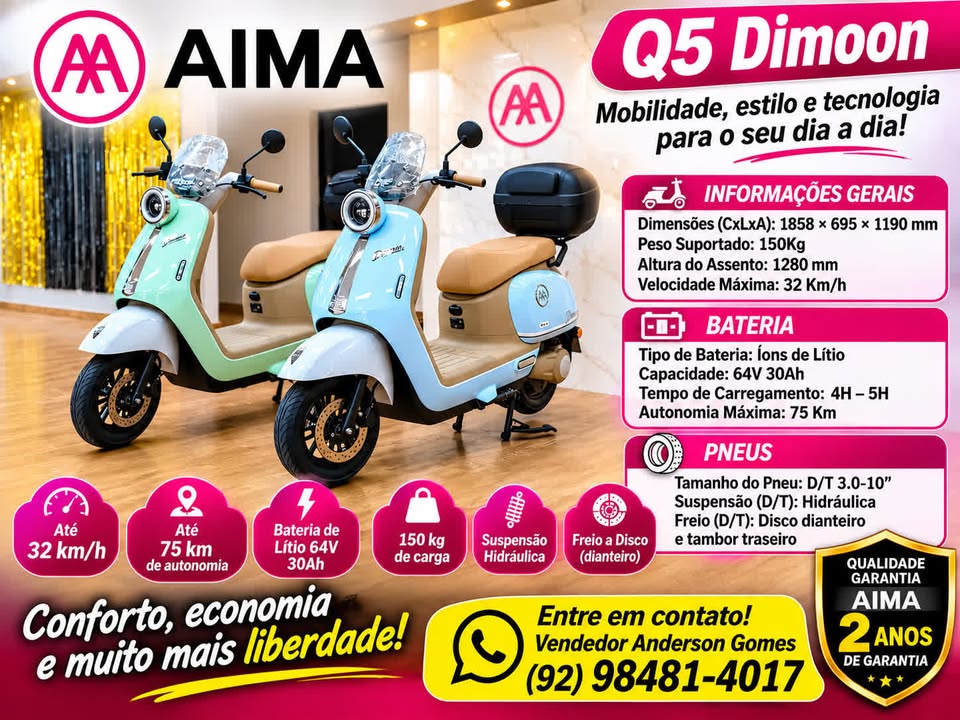 AIMA
Q5 Dimoon
Mobilidade, estilo e tecnologia
para o seu dia a dia!
INFORMAÇÕES GERAIS
Dimensões (CxLxA): 1858 × 695 × 1190 mm
Peso Suportado: 150Kg
Altura do Assento: 1280 mm
Velocidade Máxima: 32 Km/h
BATERIA
Tipo de Bateria: Íons de Lítio
Capacidade: 64V 30Ah
Tempo de Carregamento: 4H – 5H
Autonomia Máxima: 75 Km
PNEUS
Tamanho do Pneu: D/T 3.0-10”
Suspensão (D/T): Hidráulica
Freio (D/T): Disco dianteiro
e tambor traseiro
Até
32 km/h
Até
75 km
de autonomia
Bateria de
Lítio 64V
30Ah
150 kg
de carga
Suspensão
Hidráulica
Freio a Disco
(dianteiro)
Conforto, economia
e muito mais liberdade!
Entre em contato!
Vendedor Anderson Gomes
(92) 98481-4017
QUALIDADE
GARANTIA
AIMA
2 ANOS
DE GARANTIA